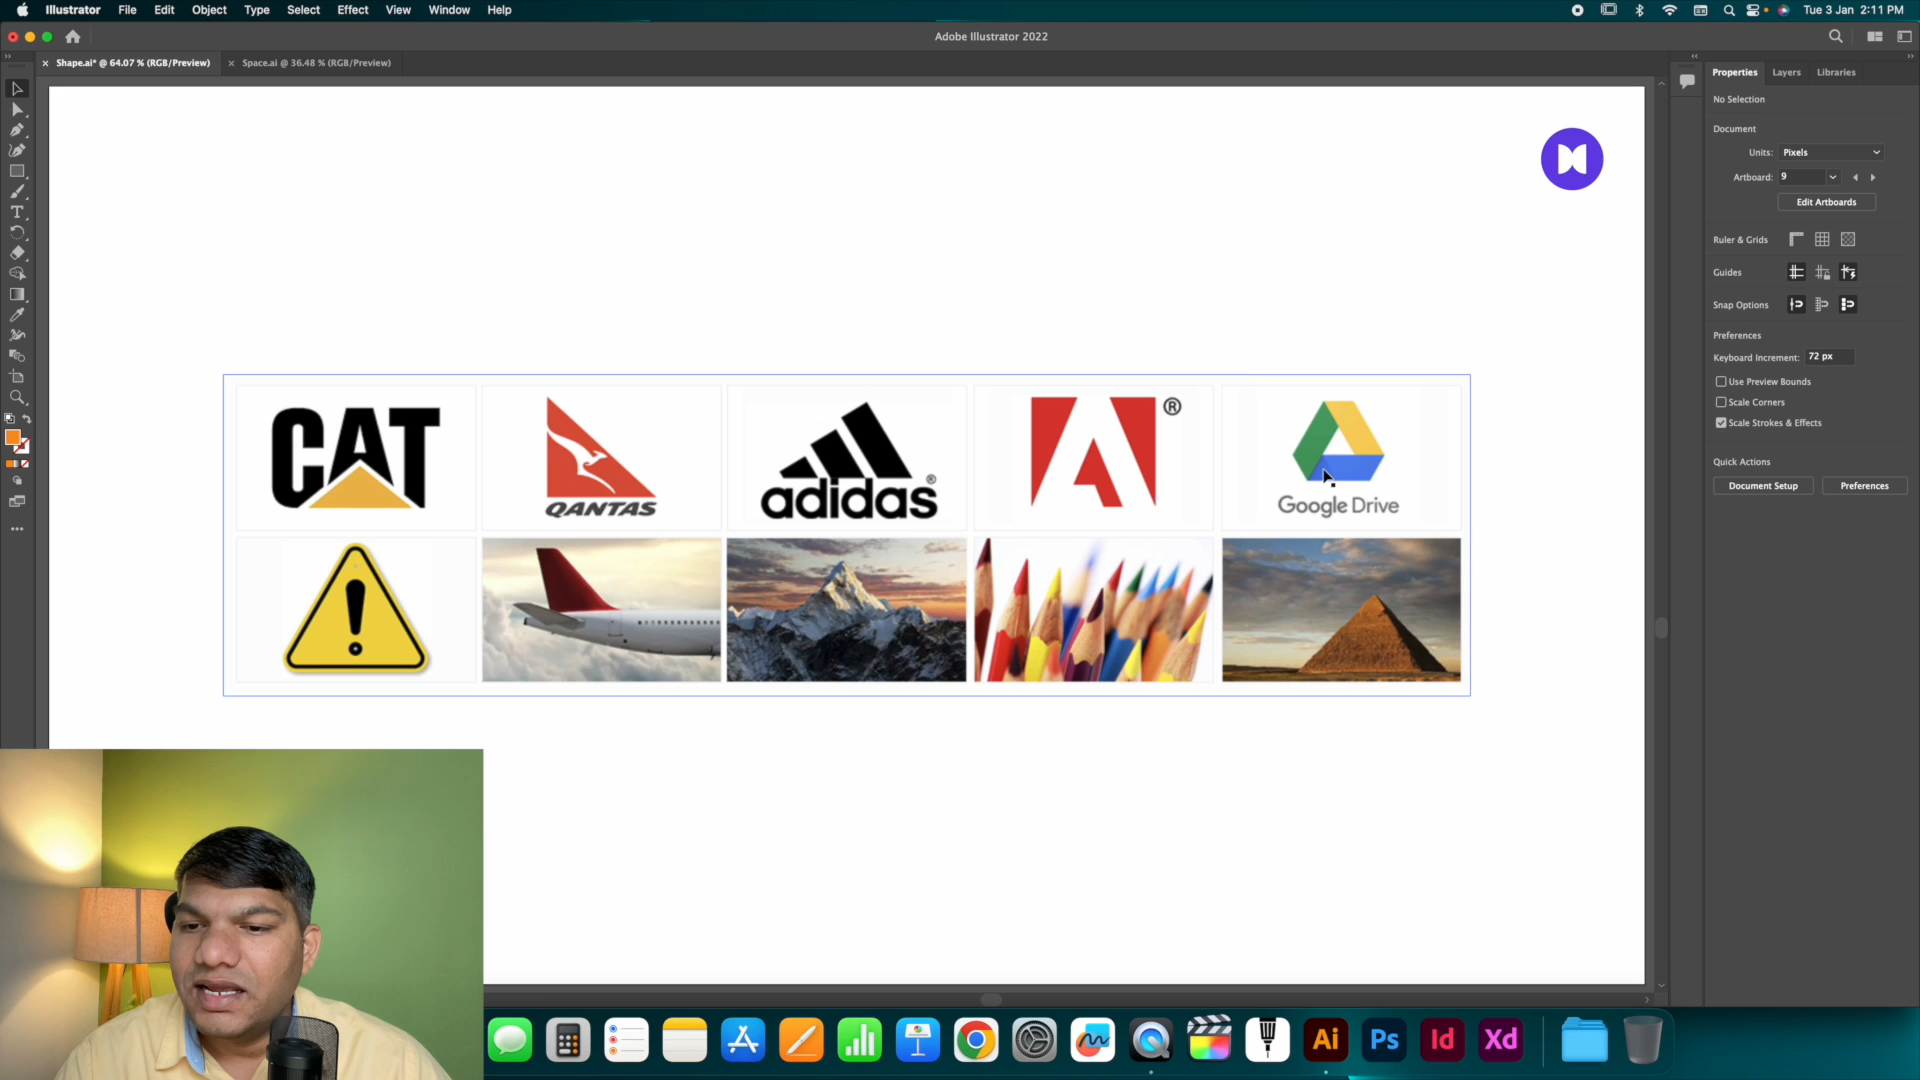 Illustrator File Edit Object Type Select Effect View Window Help
Tue 3 Jan 2:11 PM
Adobe Illustrator 2022
Shape.ai* @ 64.07 % (RGB/Preview)
Space.ai @ 36.48 % (RGB/Preview)
Properties Layers Libraries
No Selection
Document
Units: Pixels
Artboard: 9
Edit Artboards
Ruler & Grids
Guides
Snap Options
Preferences
Keyboard Increment: 72 px
Use Preview Bounds
Scale Corners
Scale Strokes & Effects
Quick Actions
Document Setup Preferences
CAT
QANTAS
adidas®
®
Google Drive
!
Ai Ps Id Xd